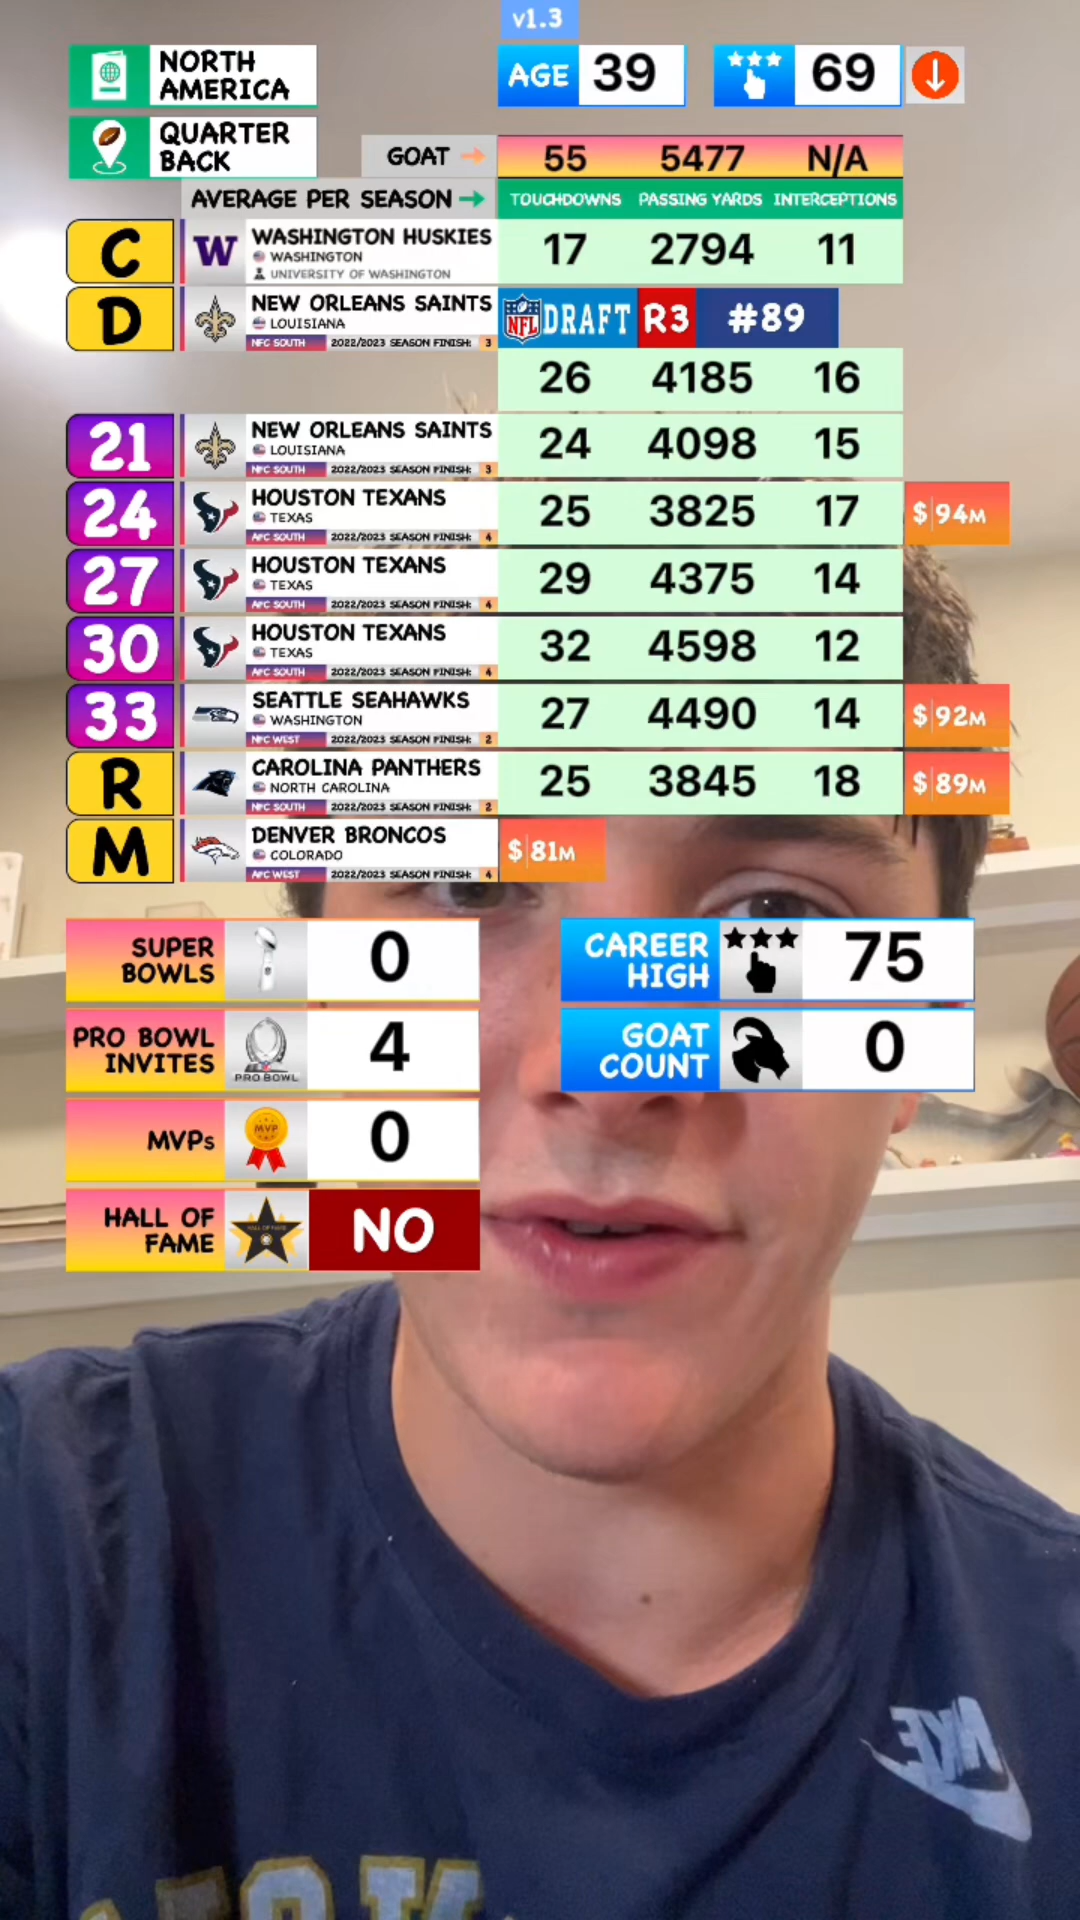 v1.3
NORTH AMERICA
AGE 39
69
QUARTER BACK
GOAT → 55 5477 N/A
AVERAGE PER SEASON → TOUCHDOWNS PASSING YARDS INTERCEPTIONS
C W WASHINGTON HUSKIES 17 2794 11
WASHINGTON
UNIVERSITY OF WASHINGTON
D NEW ORLEANS SAINTS NFL DRAFT R3 #89
LOUISIANA
NFC SOUTH 2022/2023 SEASON FINISH: 3
26 4185 16
21 NEW ORLEANS SAINTS 24 4098 15
LOUISIANA
NFC SOUTH 2022/2023 SEASON FINISH: 3
24 HOUSTON TEXANS 25 3825 17 $ 94M
TEXAS
AFC SOUTH 2022/2023 SEASON FINISH: 4
27 HOUSTON TEXANS 29 4375 14
TEXAS
AFC SOUTH 2022/2023 SEASON FINISH: 4
30 HOUSTON TEXANS 32 4598 12
TEXAS
AFC SOUTH 2022/2023 SEASON FINISH: 4
33 SEATTLE SEAHAWKS 27 4490 14 $ 92M
WASHINGTON
NFC WEST 2022/2023 SEASON FINISH: 2
R CAROLINA PANTHERS 25 3845 18 $ 89M
NORTH CAROLINA
NFC SOUTH 2022/2023 SEASON FINISH: 2
M DENVER BRONCOS $ 81M
COLORADO
AFC WEST 2022/2023 SEASON FINISH: 4
SUPER BOWLS 0
CAREER HIGH 75
PRO BOWL INVITES PRO BOWL 4
GOAT COUNT 0
MVPs MVP 0
HALL OF FAME HALL OF FAME NO
NIKE